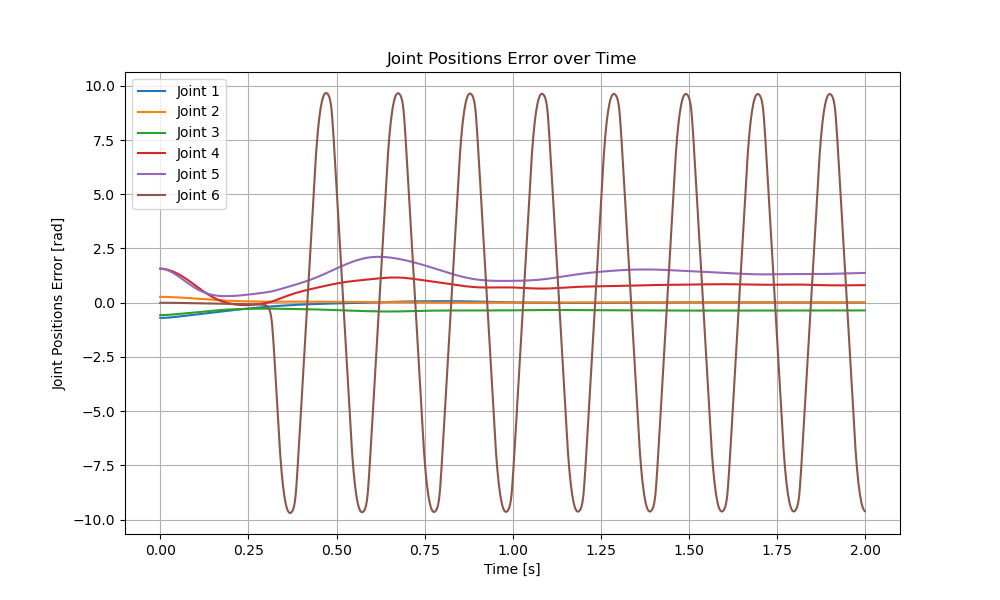 Joint Positions Error over Time
Joint Positions Error [rad]
10.0
7.5
5.0
2.5
0.0
−2.5
−5.0
−7.5
−10.0
Joint 1
Joint 2
Joint 3
Joint 4
Joint 5
Joint 6
0.00 0.25 0.50 0.75 1.00 1.25 1.50 1.75 2.00
Time [s]